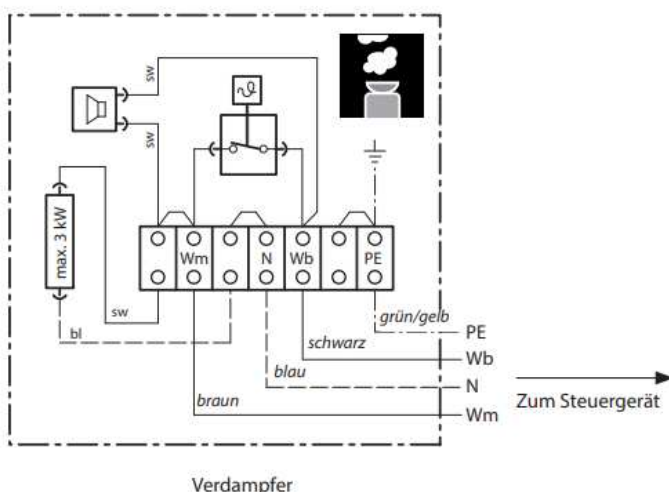 sw
sw
max. 3 kW
Wm
N
Wb
PE
sw
bl
grün/gelb
PE
schwarz
Wb
blau
N
braun
Wm
Zum Steuergerät
Verdampfer